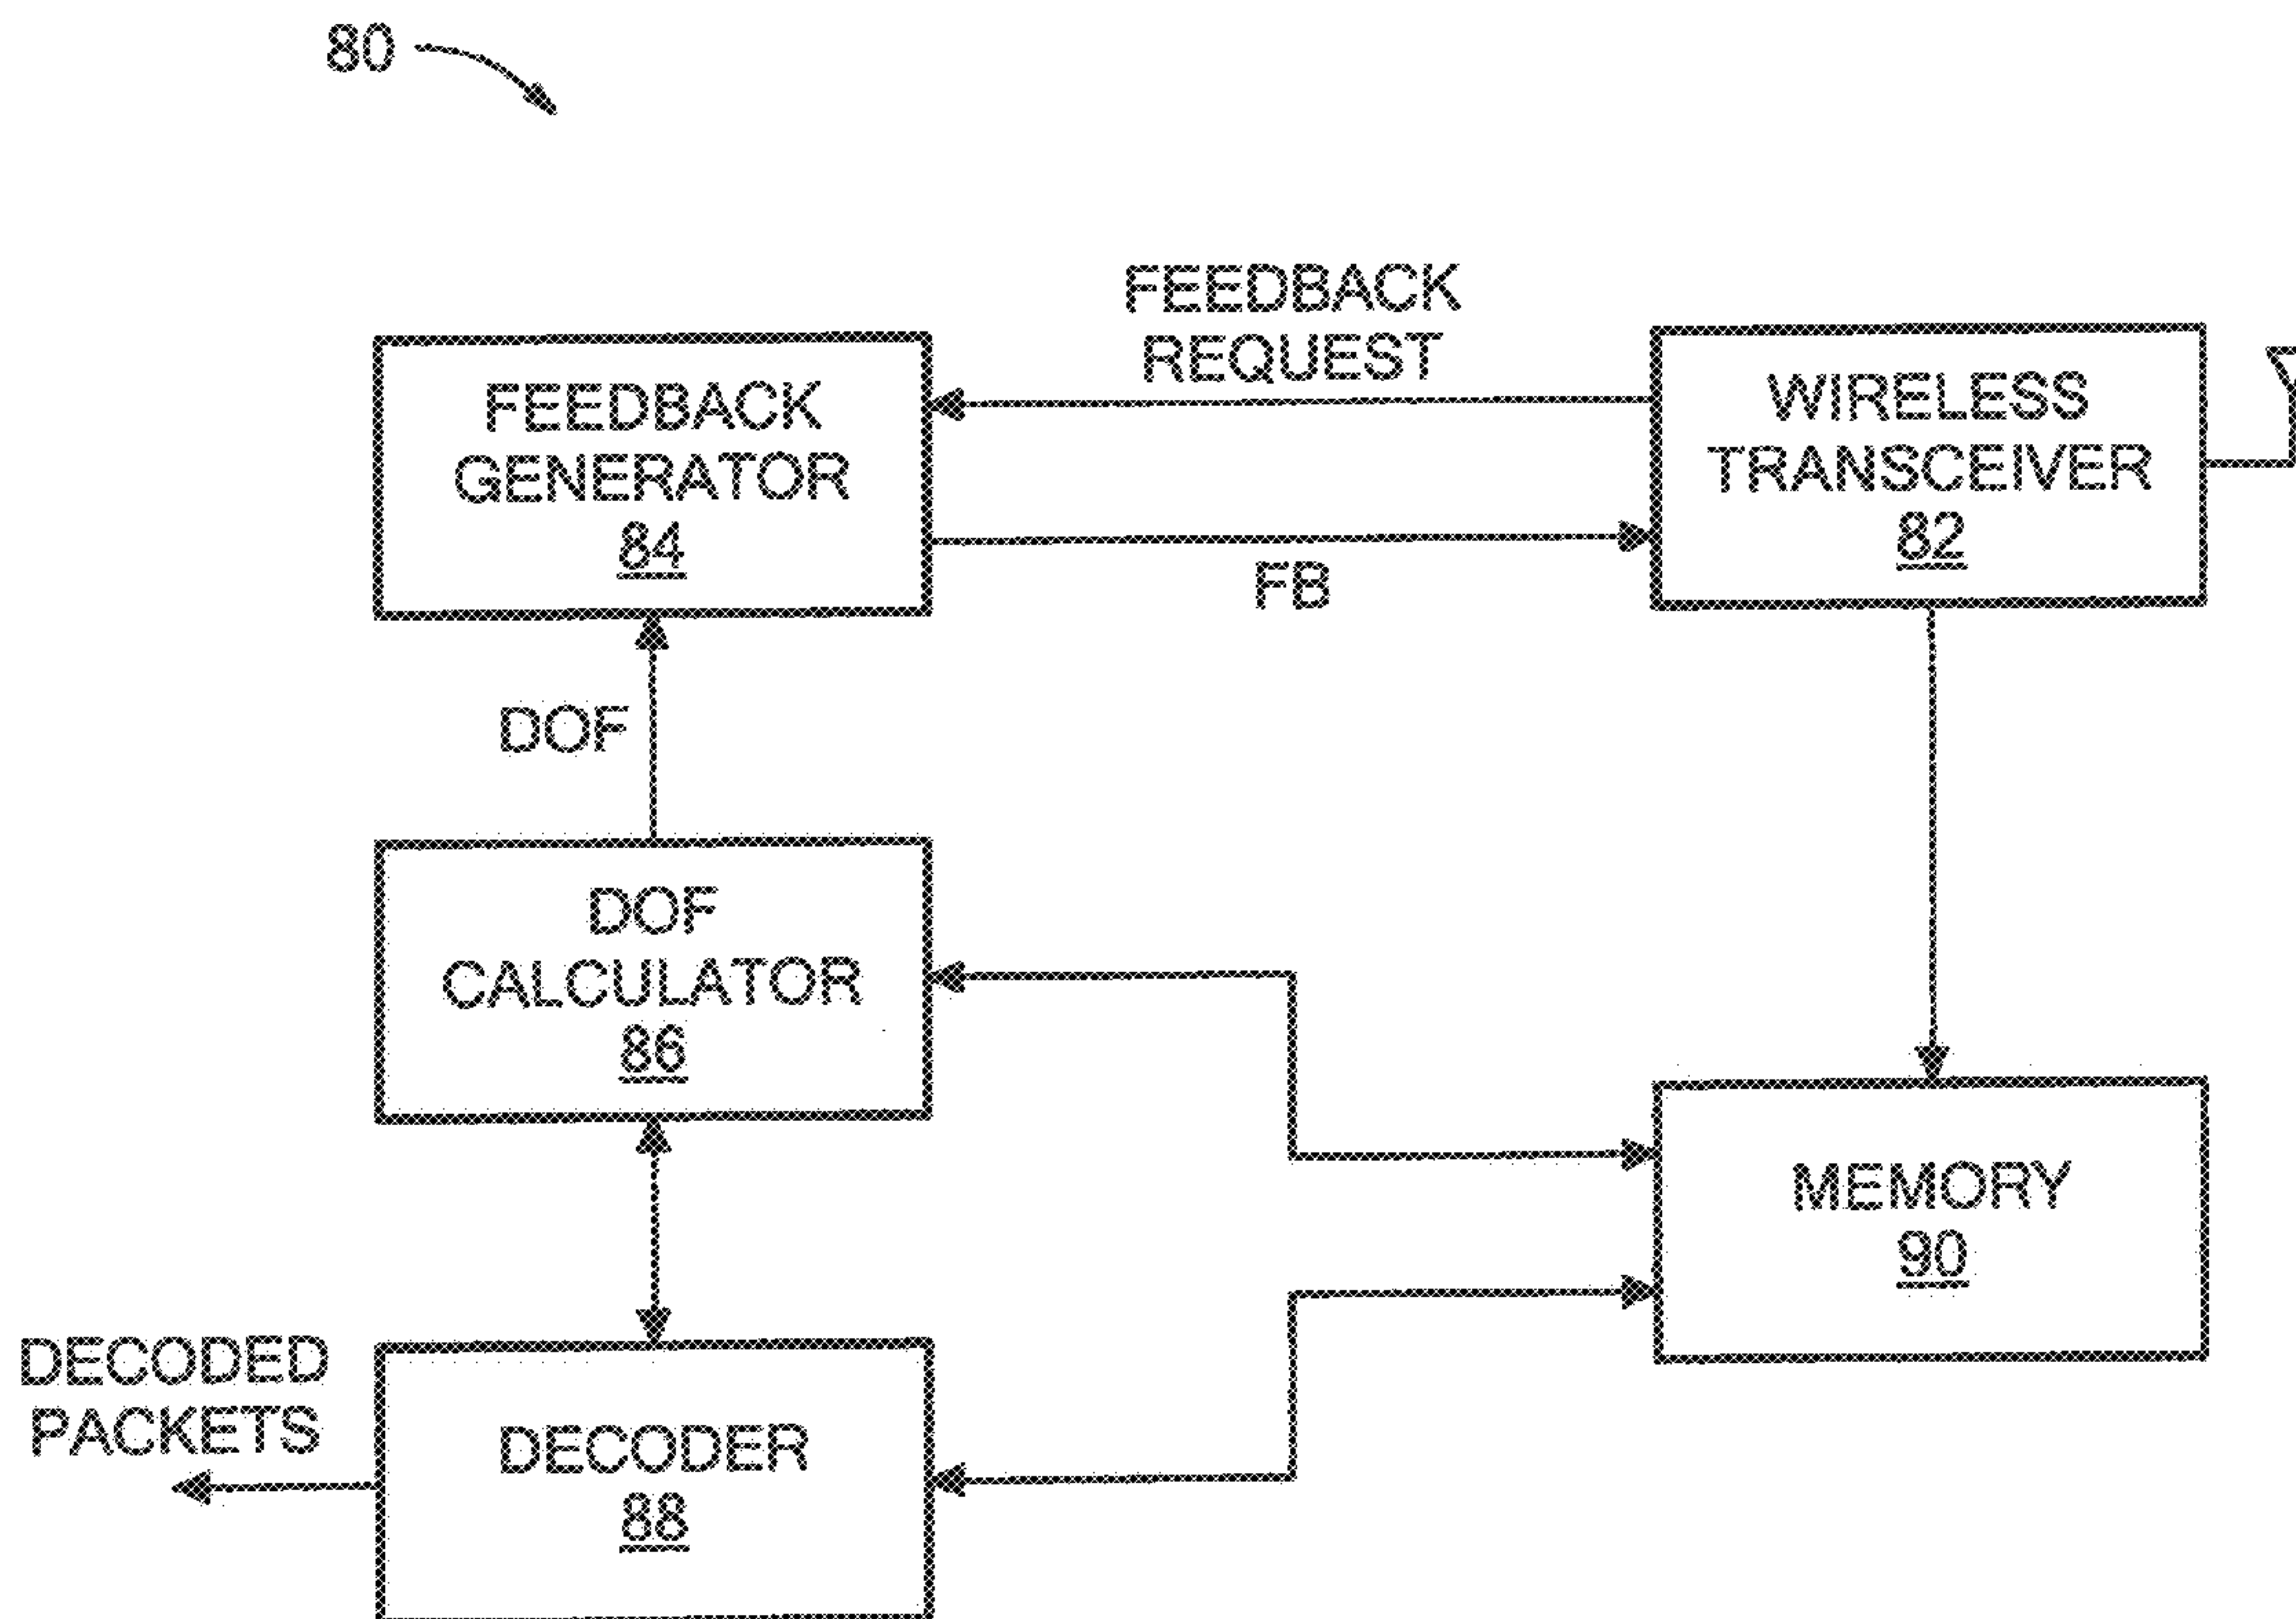 80
FEEDBACK
REQUEST
FEEDBACK
GENERATOR
84
WIRELESS
TRANSCEIVER
82
FB
DOF
DOF
CALCULATOR
86
MEMORY
90
DECODED
PACKETS
DECODER
88